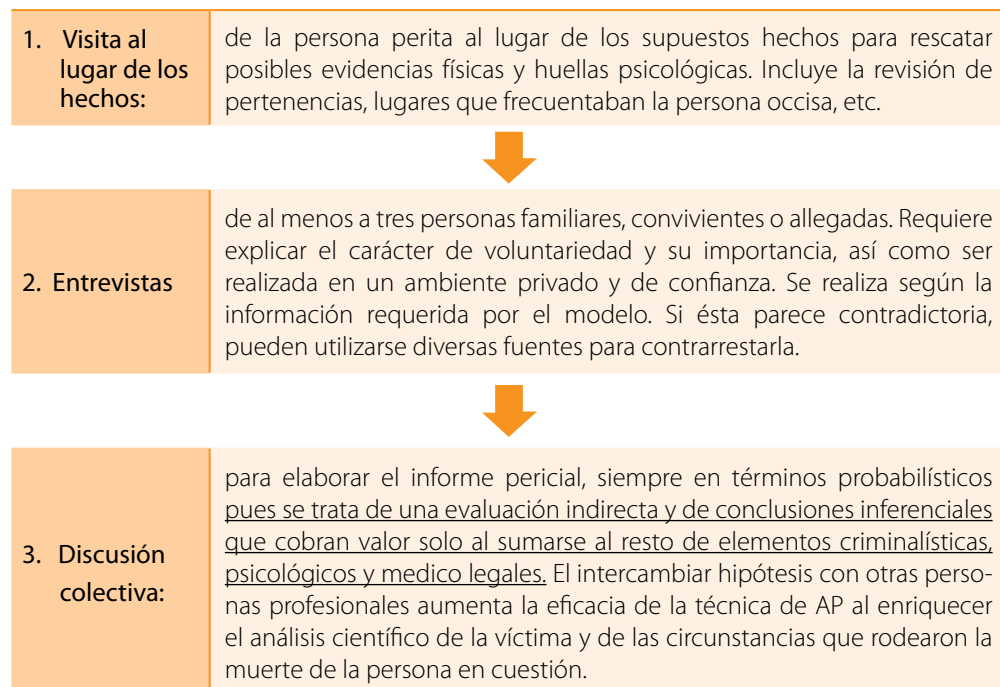 1. Visita al
lugar de los
hechos:
de la persona perita al lugar de los supuestos hechos para rescatar
posibles evidencias físicas y huellas psicológicas. Incluye la revisión de
pertenencias, lugares que frecuentaban la persona occisa, etc.
2. Entrevistas
de al menos a tres personas familiares, convivientes o allegadas. Requiere
explicar el carácter de voluntariedad y su importancia, así como ser
realizada en un ambiente privado y de confianza. Se realiza según la
información requerida por el modelo. Si ésta parece contradictoria,
pueden utilizarse diversas fuentes para contrarrestarla.
3. Discusión
colectiva:
para elaborar el informe pericial, siempre en términos probabilísticos
pues se trata de una evaluación indirecta y de conclusiones inferenciales
que cobran valor solo al sumarse al resto de elementos criminalísticas,
psicológicos y medico legales. El intercambiar hipótesis con otras perso-
nas profesionales aumenta la eficacia de la técnica de AP al enriquecer
el análisis científico de la víctima y de las circunstancias que rodearon la
muerte de la persona en cuestión.